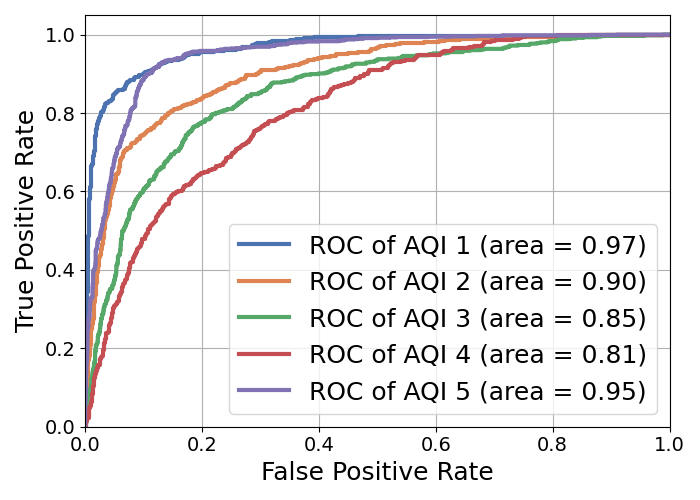 1.0
0.8
0.6
0.4
0.2
0.0
True Positive Rate
ROC of AQI 1 (area = 0.97)
ROC of AQI 2 (area = 0.90)
ROC of AQI 3 (area = 0.85)
ROC of AQI 4 (area = 0.81)
ROC of AQI 5 (area = 0.95)
0.0 0.2 0.4 0.6 0.8 1.0
False Positive Rate